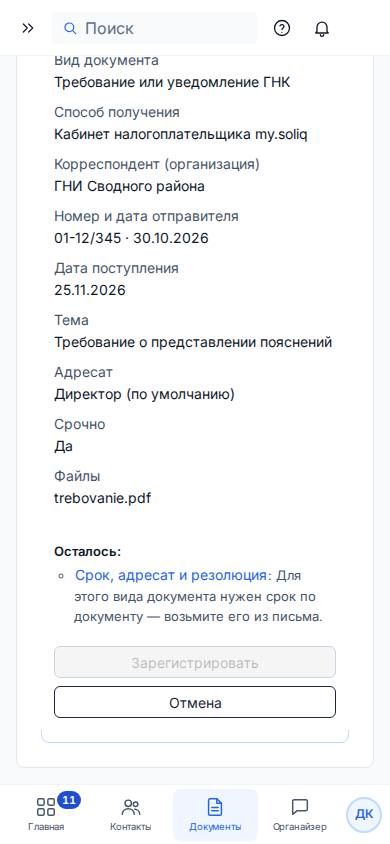 Поиск
Вид документа
Требование или уведомление ГНК
Способ получения
Кабинет налогоплательщика my.soliq
Корреспондент (организация)
ГНИ Сводного района
Номер и дата отправителя
01-12/345 · 30.10.2026
Дата поступления
25.11.2026
Тема
Требование о представлении пояснений
Адресат
Директор (по умолчанию)
Срочно
Да
Файлы
trebovanie.pdf
Осталось:
Срок, адресат и резолюция: Для
этого вида документа нужен срок по
документу — возьмите его из письма.
Зарегистрировать
Отмена
11
Главная
Контакты
Документы
Органайзер
ДК